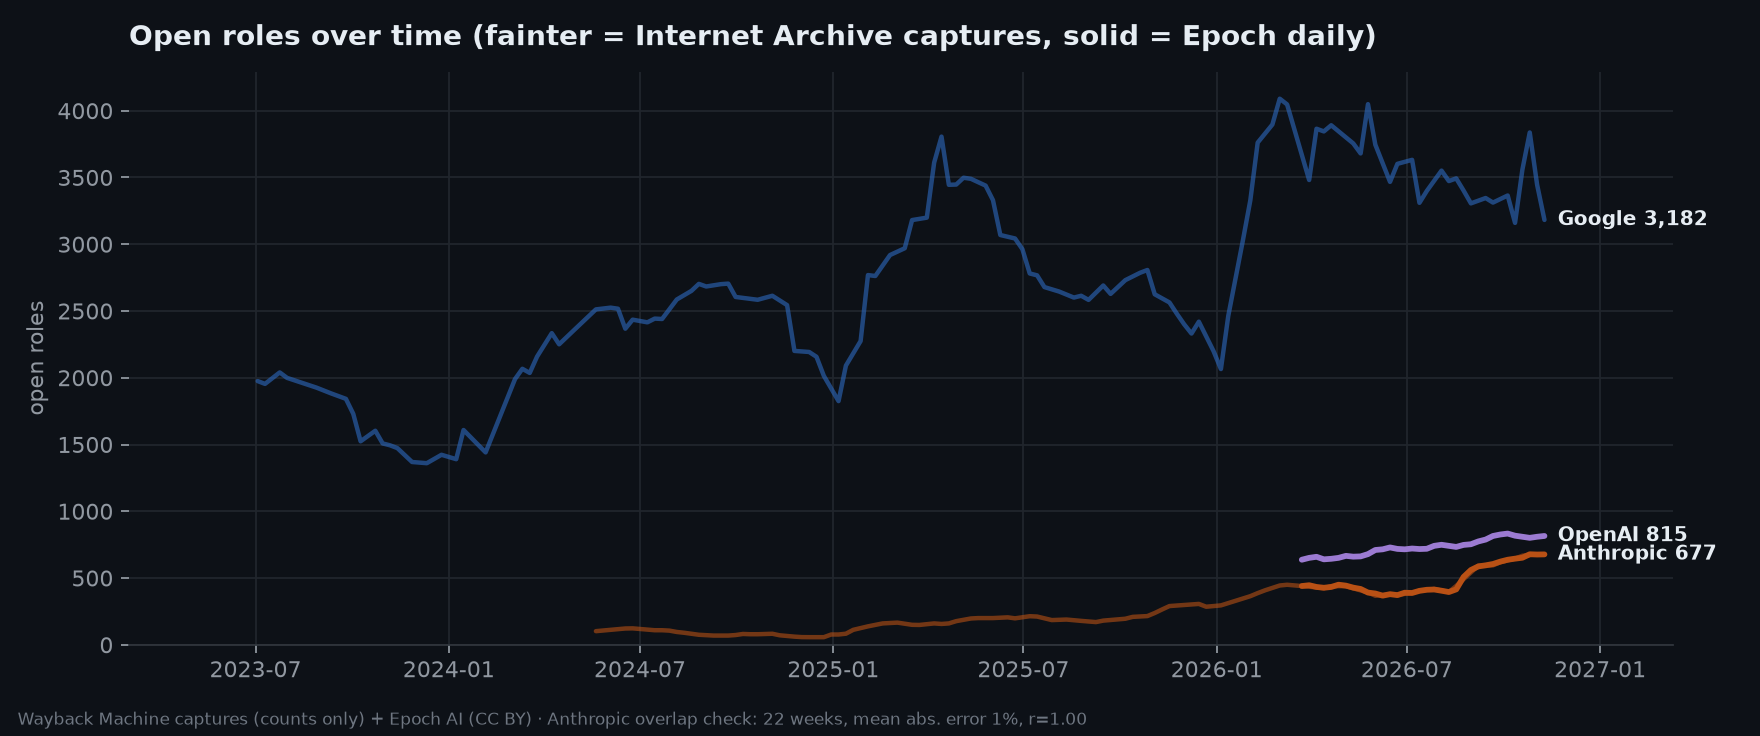 Open roles over time (fainter = Internet Archive captures, solid = Epoch daily)
open roles
4000
3500
3000
2500
2000
1500
1000
500
0
Google 3,182
OpenAI 815
Anthropic 677
2023-07
2024-01
2024-07
2025-01
2025-07
2026-01
2026-07
2027-01
Wayback Machine captures (counts only) + Epoch AI (CC BY) · Anthropic overlap check: 22 weeks, mean abs. error 1%, r=1.00